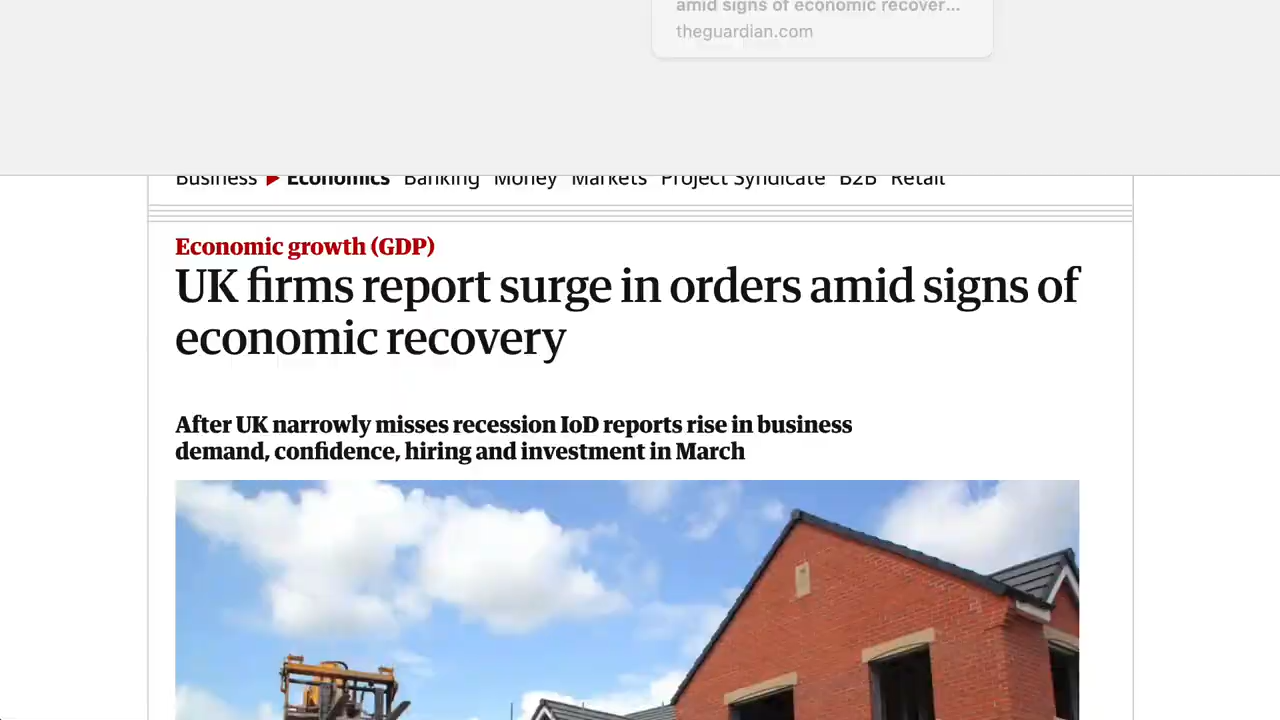 amid signs of economic recover...
theguardian.com
Business Economics Banking Money Markets Project Syndicate B2B Retail
Economic growth (GDP)
UK firms report surge in orders amid signs of
economic recovery
After UK narrowly misses recession IoD reports rise in business
demand, confidence, hiring and investment in March